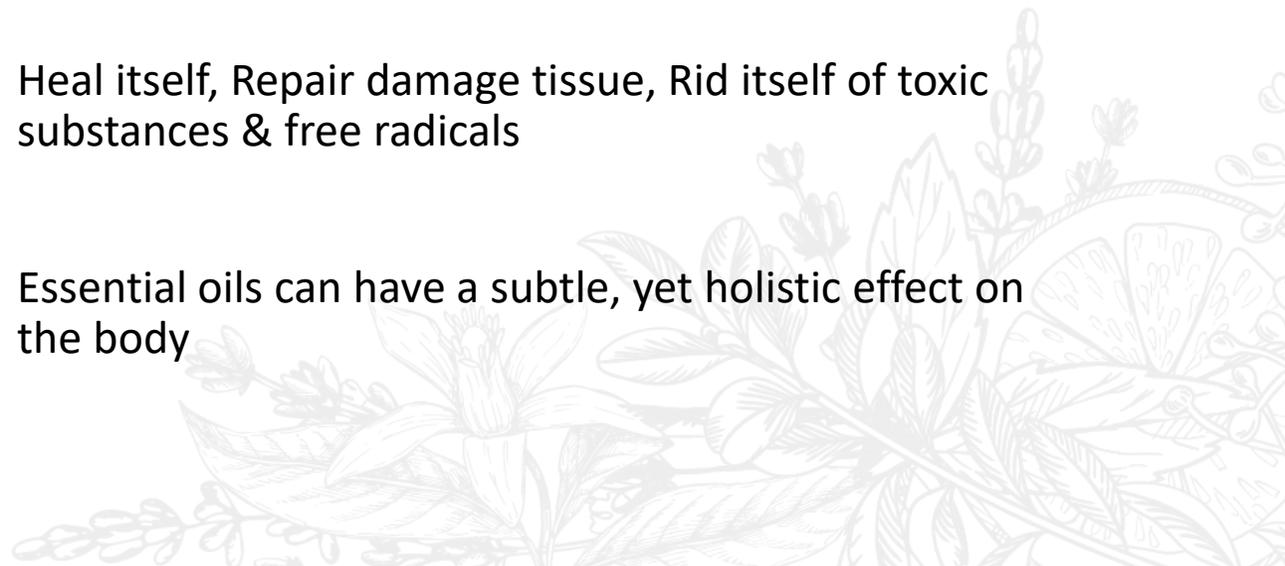 Heal itself, Repair damage tissue, Rid itself of toxic
substances & free radicals
Essential oils can have a subtle, yet holistic effect on
the body